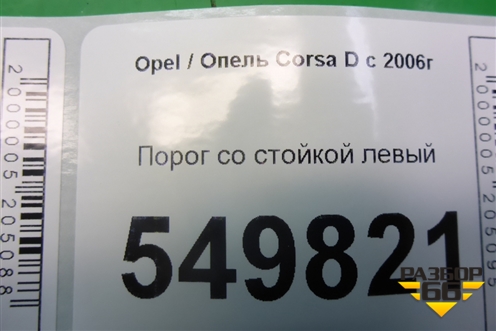 Opel / Опель Corsa D с 2006г
Порог со стойкой левый
549821
2000005205088
РАЗБОР
66